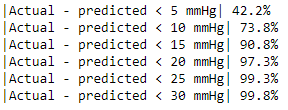 |Actual - predicted < 5 mmHg| 42.2%
|Actual - predicted < 10 mmHg| 73.8%
|Actual - predicted < 15 mmHg| 90.8%
|Actual - predicted < 20 mmHg| 97.3%
|Actual - predicted < 25 mmHg| 99.3%
|Actual - predicted < 30 mmHg| 99.8%